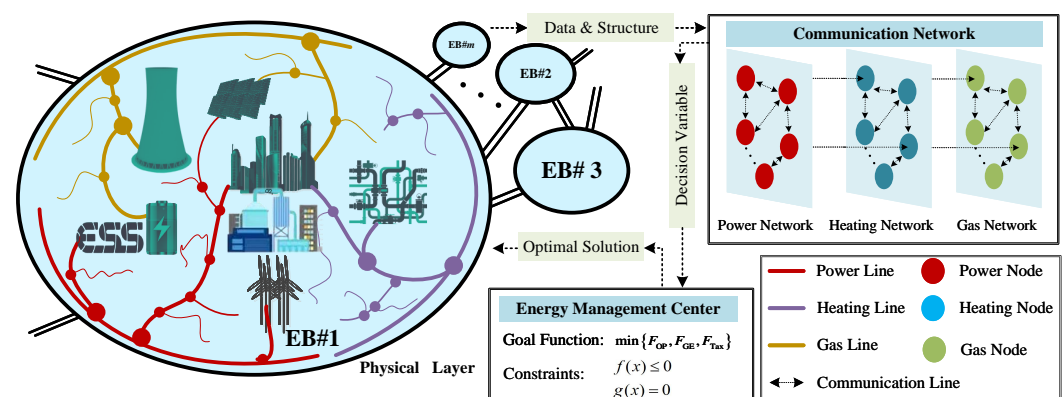 EB#m
Data & Structure
Communication Network
EB#2
Decision Variable
EB# 3
ESS
Power Network
Heating Network
Gas Network
Optimal Solution
EB#1
Physical Layer
Energy Management Center
Goal Function: min{F_OP, F_GE, F_Tax}
Constraints: f(x) ≤ 0
g(x) = 0
Power Line
Power Node
Heating Line
Heating Node
Gas Line
Gas Node
Communication Line